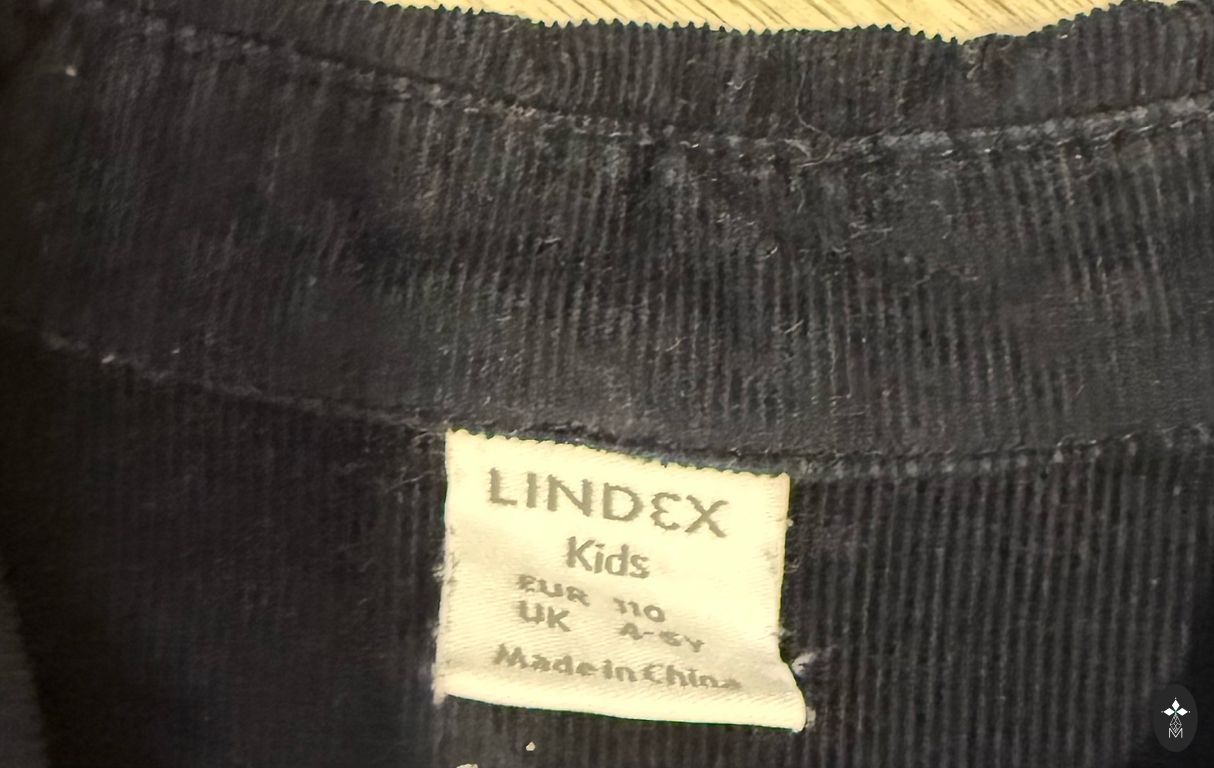 LINDEX
Kids
EUR 110
UK 4-5Y
Made in China